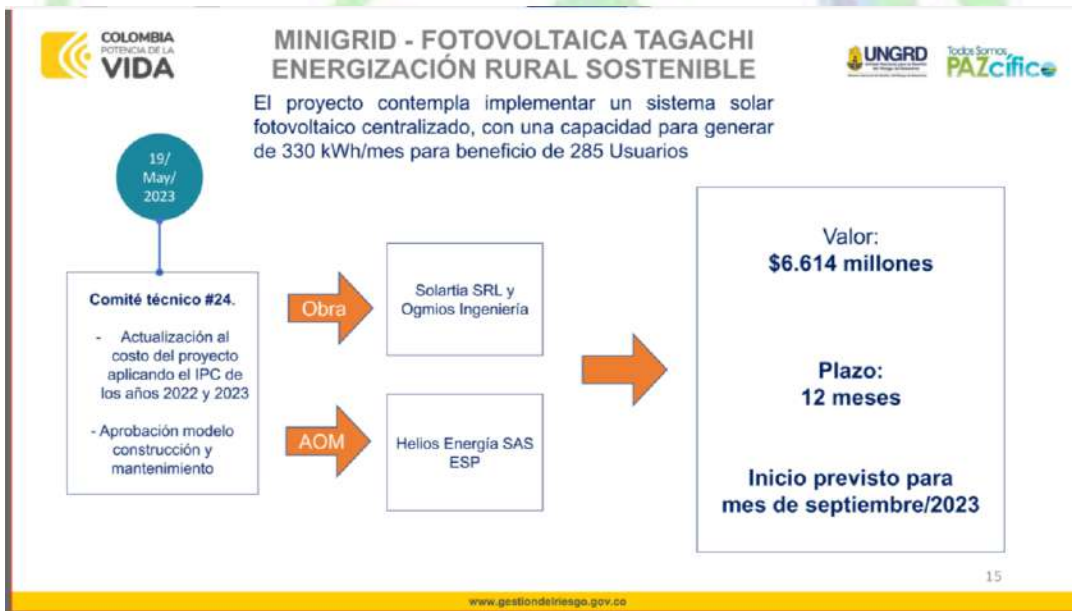 COLOMBIA
POTENCIA DE LA
VIDA
MINIGRID - FOTOVOLTAICA TAGACHI
ENERGIZACIÓN RURAL SOSTENIBLE
UNGRD
Todos Somos
PAZcífico
El proyecto contempla implementar un sistema solar
fotovoltaico centralizado, con una capacidad para generar
de 330 kWh/mes para beneficio de 285 Usuarios
19/
May/
2023
Comité técnico #24.
- Actualización al
costo del proyecto
aplicando el IPC de
los años 2022 y 2023
- Aprobación modelo
construcción y
mantenimiento
Obra
Solartia SRL y
Ogmios Ingeniería
AOM
Helios Energía SAS
ESP
Valor:
$6.614 millones
Plazo:
12 meses
Inicio previsto para
mes de septiembre/2023
15
www.gestiondelriesgo.gov.co